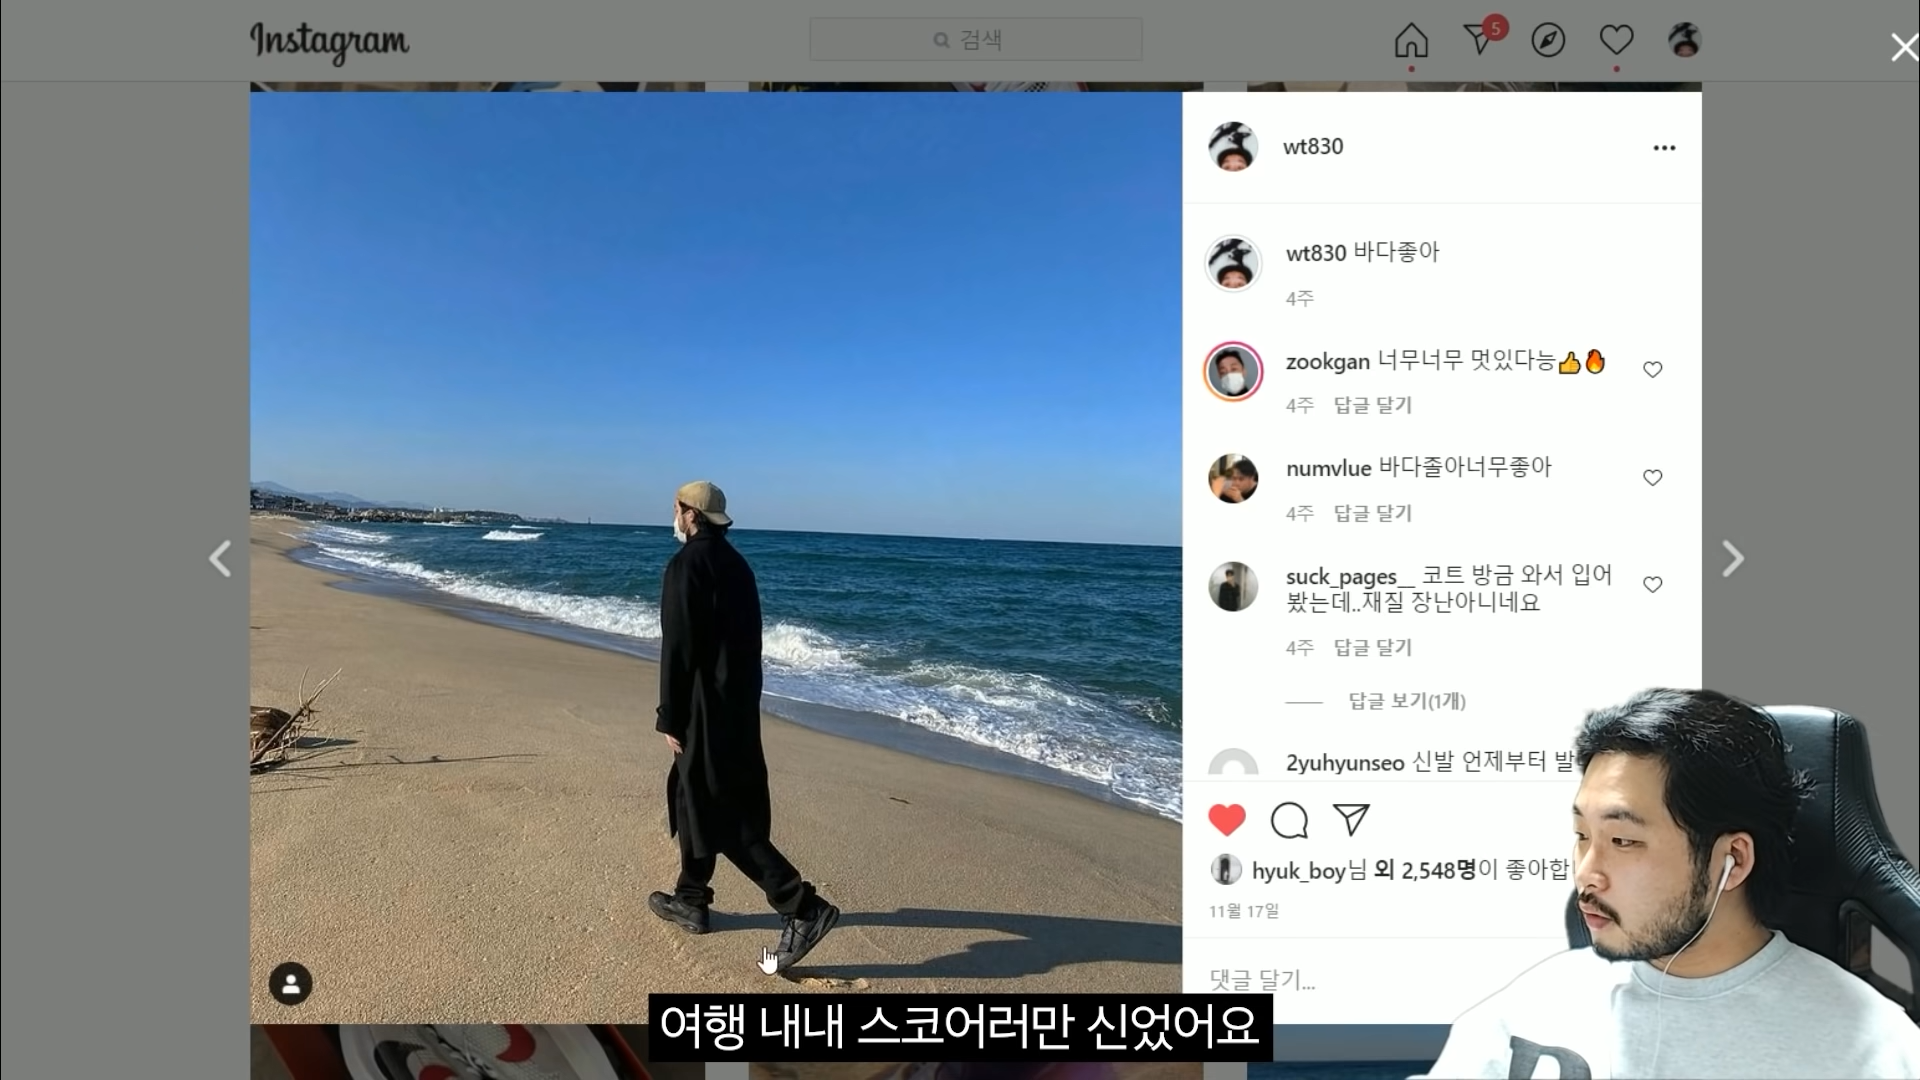 Instagram
검색
5
wt830
wt830 바다좋아
4주
zookgan 너무너무 멋있다능👍🔥
4주 답글 달기
numvlue 바다졸아너무좋아
4주 답글 달기
suck_pages__ 코트 방금 와서 입어
봤는데..재질 장난아니네요
4주 답글 달기
답글 보기(1개)
2yuhyunseo 신발 언제부터
hyuk_boy님 외 2,548명이 좋아합
11월 17일
댓글 달기...
여행 내내 스코어러만 신었어요